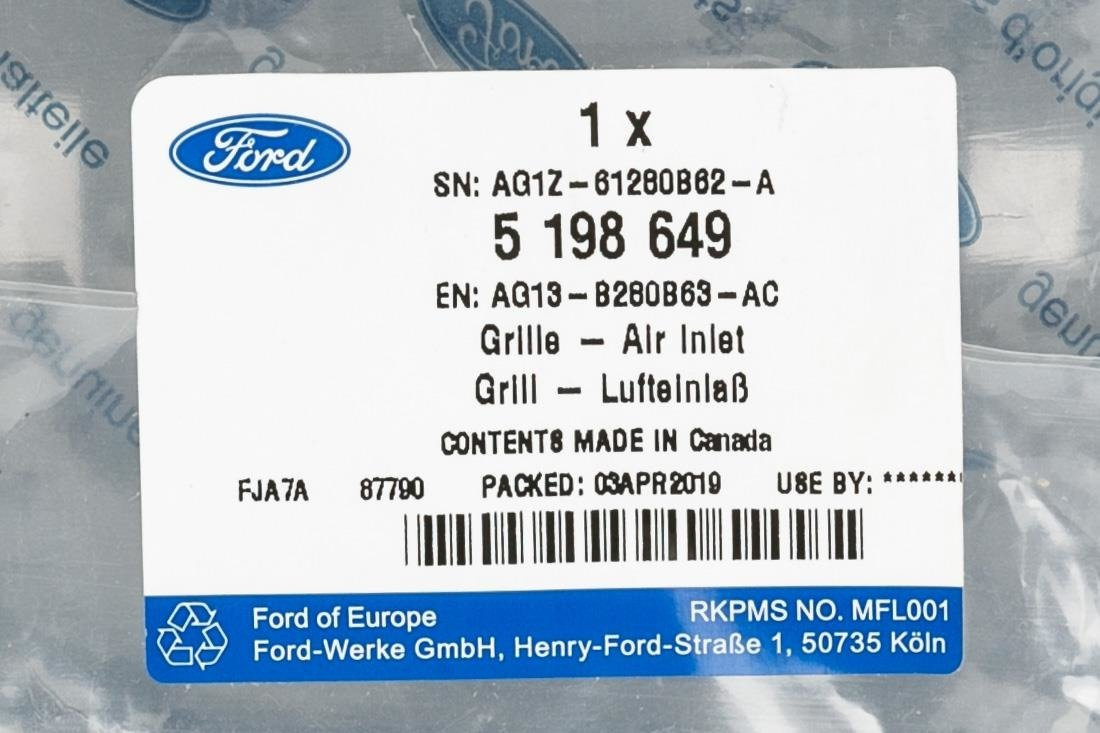 Ford
1 x
SN: AG1Z-61280B62-A
5 198 649
EN: AG13-B280B63-AC
Grille - Air Inlet
Grill - Lufteinlaß
CONTENTS MADE IN Canada
FJA7A 87790 PACKED: 03APR2019 USE BY: *******
Ford of Europe RKPMS NO. MFL001
Ford-Werke GmbH, Henry-Ford-Straße 1, 50735 Köln